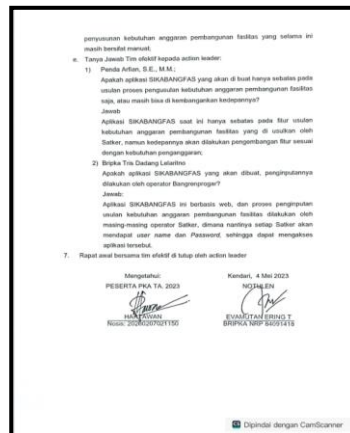 penyusunan kebutuhan anggaran pembangunan fasilitas yang selama ini
masih bersifat manual.
e. Tanya Jawab Tim efektif kepada action leader:
1) Penda Arfian, S.E., M.M.;
Apakah aplikasi SIKABANGFAS yang akan di buat hanya sebatas pada
usulan proses pengusulan kebutuhan anggaran pembangunan fasilitas
saja, atau masih bisa di kembangankan kedepannya?
Jawab
Aplikasi SIKABANGFAS saat ini hanya sebatas pada fitur usulan
kebutuhan anggaran pembangunan fasilitas yang di usulkan oleh
Satker, namun kedepannya akan dilakukan pengembangan fitur sesuai
dengan kebutuhan penganggaran;
2) Bripka Tris Dadang
Apakah aplikasi SIKABANGFAS yang akan dibuat, penginputannya
dilakukan oleh operator Bangrenprogar?
Jawab:
Aplikasi SIKABANGFAS ini berbasis web, dan proses penginputan
usulan kebutuhan anggaran pembangunan fasilitas dilakukan oleh
masing-masing operator Satker, dimana nantinya setiap Satker akan
mendapat user name dan Password, sehingga dapat mengakses
aplikasi tersebut.
7. Rapat awal bersama tim efektif di tutup oleh action leader
Mengetahui:
PESERTA PKA TA. 2023
Nosis: 20230207021150
Kendari, 4 Mei 2023
NOTULEN
EVAMUTAN ERING T
BRIPKA NRP 84091418
Dipindai dengan CamScanner